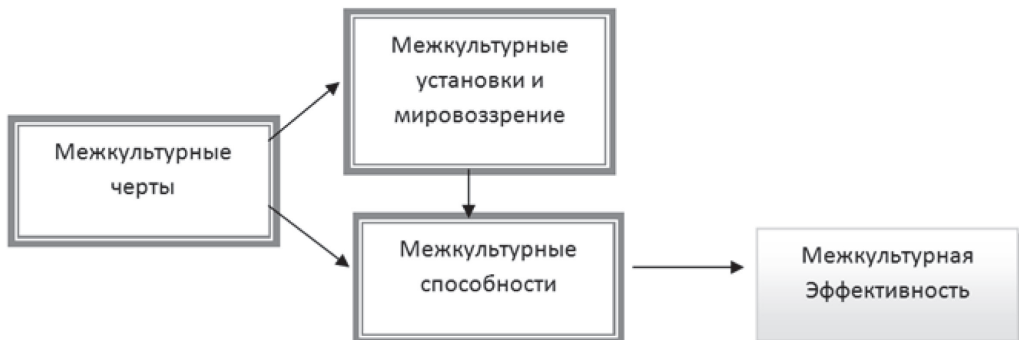 Межкультурные
черты
Межкультурные
установки и
мировоззрение
Межкультурные
способности
Межкультурная
Эффективность